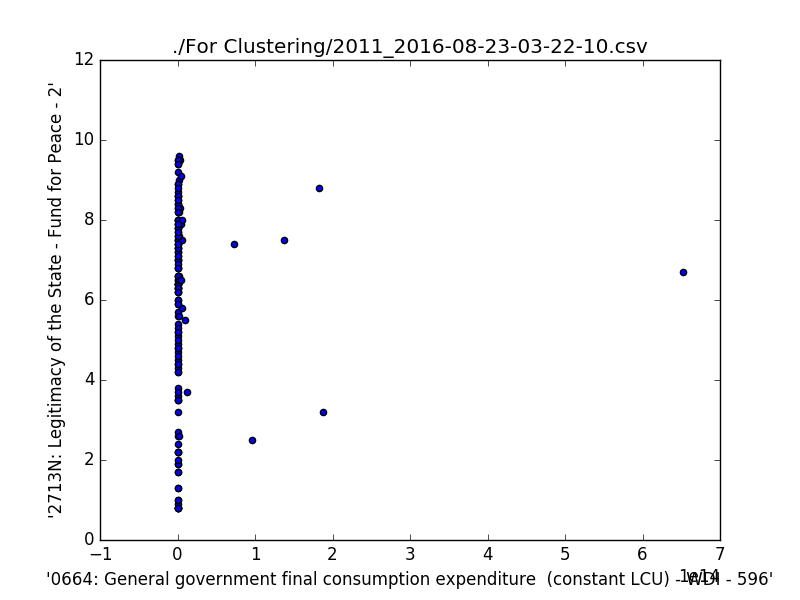 ./For Clustering/2011_2016-08-23-03-22-10.csv
'2713N: Legitimacy of the State - Fund for Peace - 2'
12
10
8
6
4
2
0
−1 0 1 2 3 4 5 6 7
1e14
'0664: General government final consumption expenditure (constant LCU) - WDI - 596'